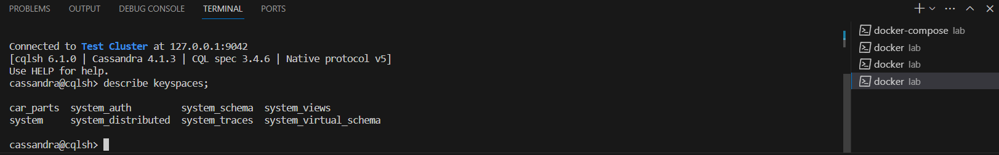 PROBLEMS OUTPUT DEBUG CONSOLE TERMINAL PORTS
Connected to Test Cluster at 127.0.0.1:9042
[cqlsh 6.1.0 | Cassandra 4.1.3 | CQL spec 3.4.6 | Native protocol v5]
Use HELP for help.
cassandra@cqlsh> describe keyspaces;
car_parts  system_auth         system_schema  system_views
system     system_distributed  system_traces  system_virtual_schema
cassandra@cqlsh>
docker-compose lab
docker lab
docker lab
docker lab